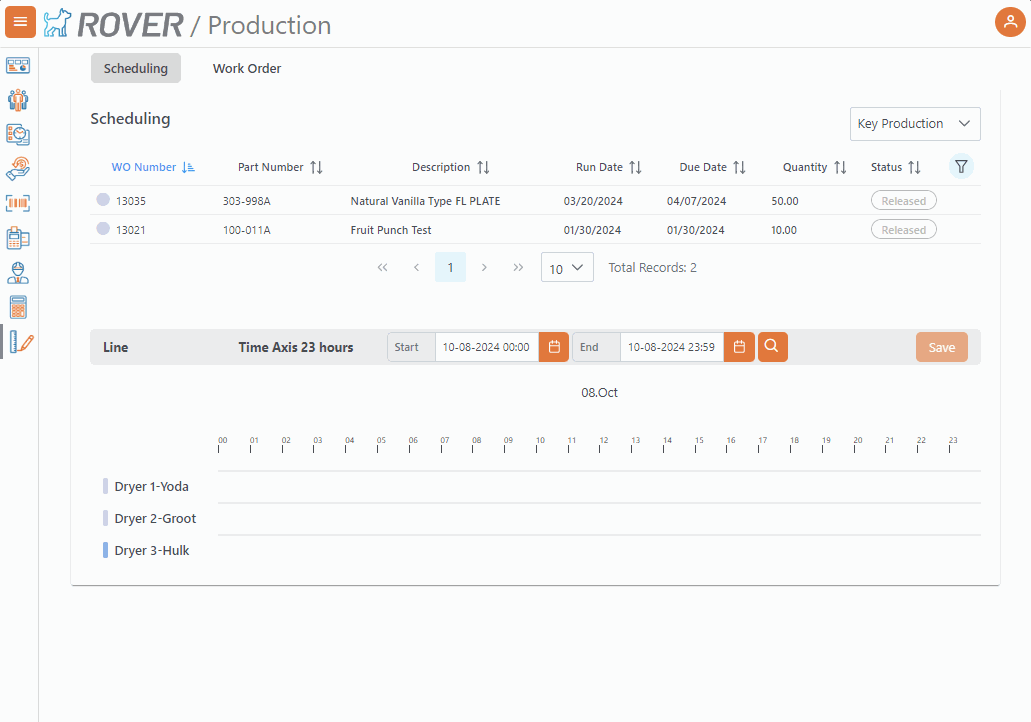 ROVER / Production
Scheduling Work Order
Scheduling
Key Production
WO Number Part Number Description Run Date Due Date Quantity Status
13035 303-998A Natural Vanilla Type FL PLATE 03/20/2024 04/07/2024 50.00 Released
13021 100-011A Fruit Punch Test 01/30/2024 01/30/2024 10.00 Released
1 10 Total Records: 2
Line Time Axis 23 hours Start 10-08-2024 00:00 End 10-08-2024 23:59 Save
08.Oct
00 01 02 03 04 05 06 07 08 09 10 11 12 13 14 15 16 17 18 19 20 21 22 23
Dryer 1-Yoda
Dryer 2-Groot
Dryer 3-Hulk